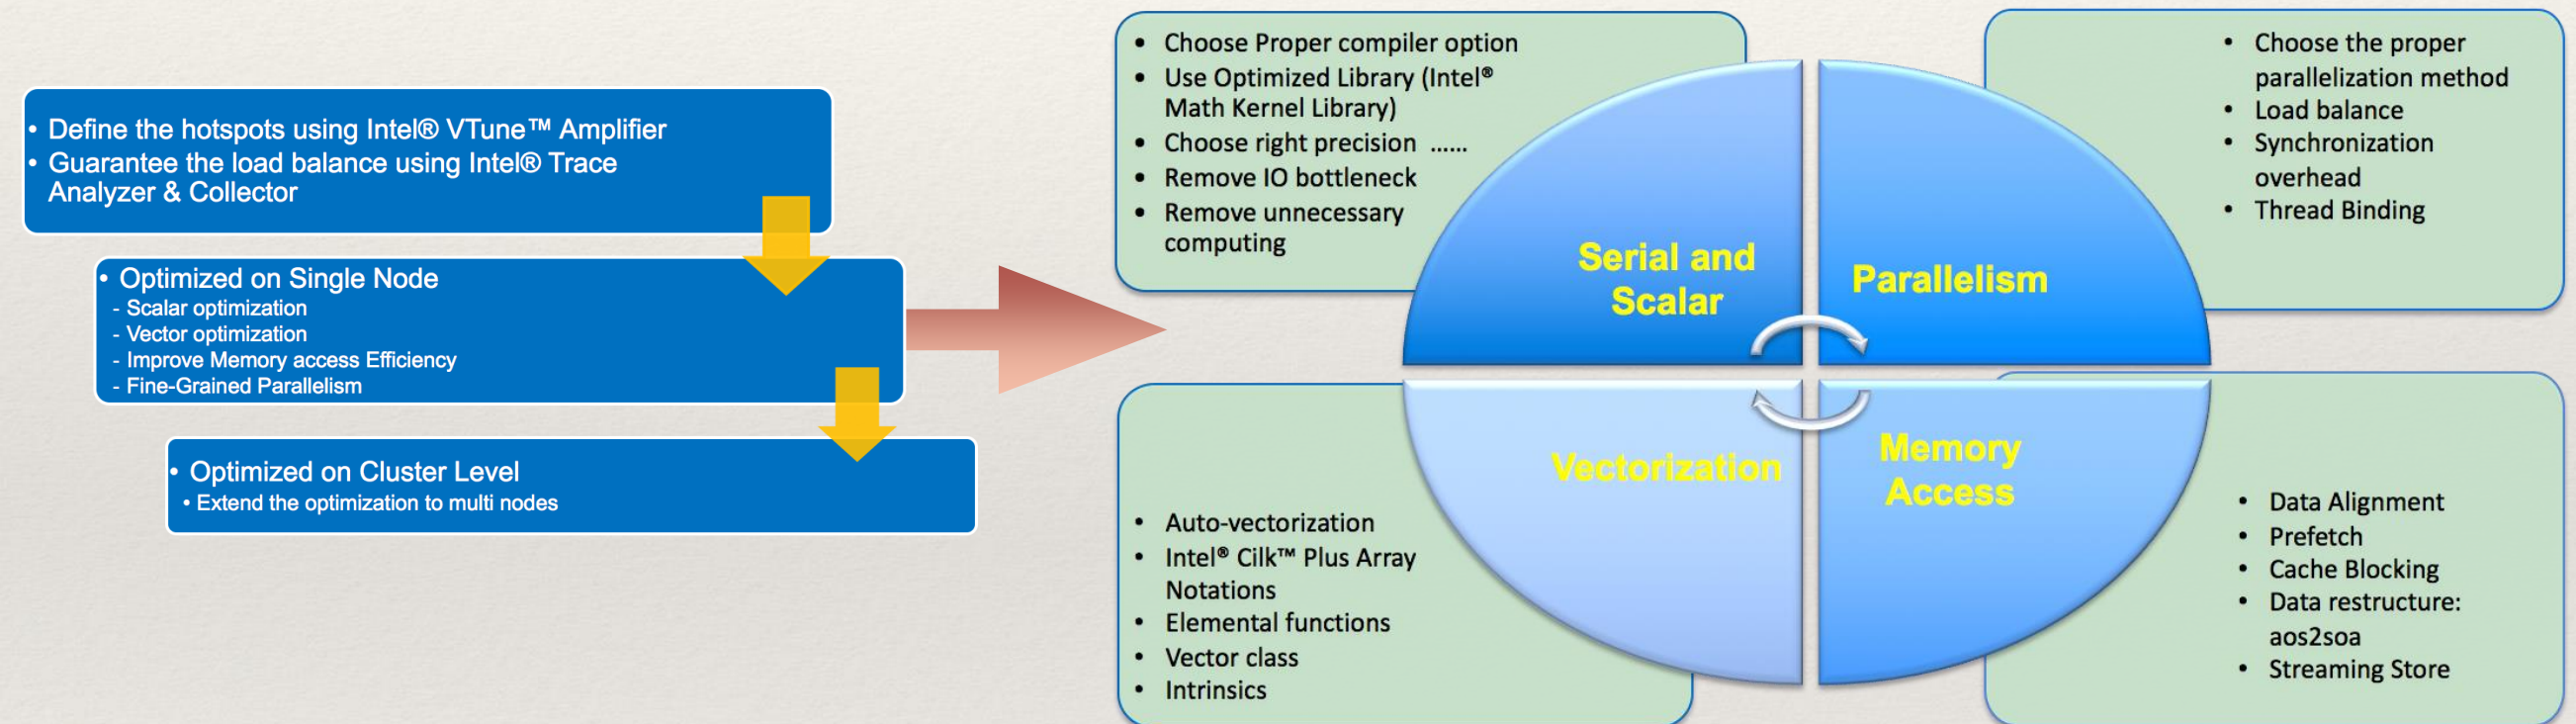 • Define the hotspots using Intel® VTune™ Amplifier
• Guarantee the load balance using Intel® Trace
Analyzer & Collector
• Optimized on Single Node
- Scalar optimization
- Vector optimization
- Improve Memory access Efficiency
- Fine-Grained Parallelism
• Optimized on Cluster Level
• Extend the optimization to multi nodes
• Choose Proper compiler option
• Use Optimized Library (Intel®
Math Kernel Library)
• Choose right precision ......
• Remove IO bottleneck
• Remove unnecessary
computing
Serial and
Scalar
Parallelism
• Choose the proper
parallelization method
• Load balance
• Synchronization
overhead
• Thread Binding
Vectorization
• Auto-vectorization
• Intel® Cilk™ Plus Array
Notations
• Elemental functions
• Vector class
• Intrinsics
Memory
Access
• Data Alignment
• Prefetch
• Cache Blocking
• Data restructure:
aos2soa
• Streaming Store